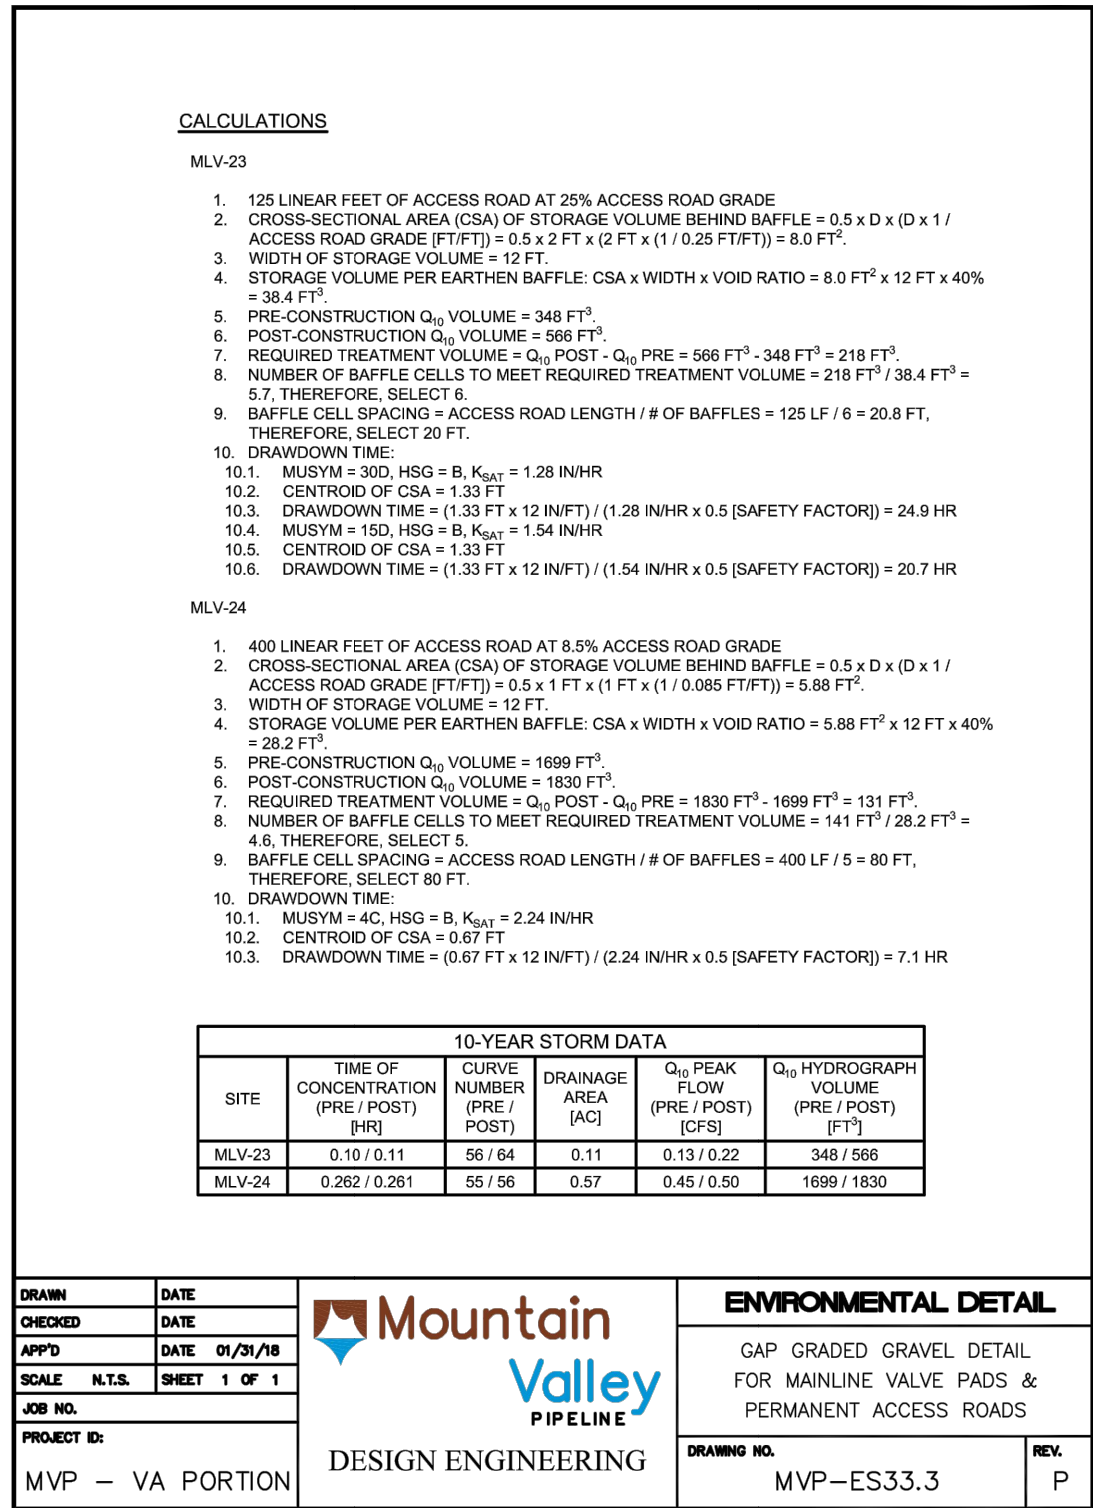 CALCULATIONS
MLV-23
1. 125 LINEAR FEET OF ACCESS ROAD AT 25% ACCESS ROAD GRADE
2. CROSS-SECTIONAL AREA (CSA) OF STORAGE VOLUME BEHIND BAFFLE = 0.5 x D x (D x 1 /
ACCESS ROAD GRADE [FT/FT]) = 0.5 x 2 FT x (2 FT x (1 / 0.25 FT/FT)) = 8.0 FT².
3. WIDTH OF STORAGE VOLUME = 12 FT.
4. STORAGE VOLUME PER EARTHEN BAFFLE: CSA x WIDTH x VOID RATIO = 8.0 FT² x 12 FT x 40%
= 38.4 FT³.
5. PRE-CONSTRUCTION Q₁₀ VOLUME = 348 FT³.
6. POST-CONSTRUCTION Q₁₀ VOLUME = 566 FT³.
7. REQUIRED TREATMENT VOLUME = Q₁₀ POST - Q₁₀ PRE = 566 FT³ - 348 FT³ = 218 FT³.
8. NUMBER OF BAFFLE CELLS TO MEET REQUIRED TREATMENT VOLUME = 218 FT³ / 38.4 FT³ =
5.7, THEREFORE, SELECT 6.
9. BAFFLE CELL SPACING = ACCESS ROAD LENGTH / # OF BAFFLES = 125 LF / 6 = 20.8 FT,
THEREFORE, SELECT 20 FT.
10. DRAWDOWN TIME:
10.1. MUSYM = 30D, HSG = B, K_SAT = 1.28 IN/HR
10.2. CENTROID OF CSA = 1.33 FT
10.3. DRAWDOWN TIME = (1.33 FT x 12 IN/FT) / (1.28 IN/HR x 0.5 [SAFETY FACTOR]) = 24.9 HR
10.4. MUSYM = 15D, HSG = B, K_SAT = 1.54 IN/HR
10.5. CENTROID OF CSA = 1.33 FT
10.6. DRAWDOWN TIME = (1.33 FT x 12 IN/FT) / (1.54 IN/HR x 0.5 [SAFETY FACTOR]) = 20.7 HR
MLV-24
1. 400 LINEAR FEET OF ACCESS ROAD AT 8.5% ACCESS ROAD GRADE
2. CROSS-SECTIONAL AREA (CSA) OF STORAGE VOLUME BEHIND BAFFLE = 0.5 x D x (D x 1 /
ACCESS ROAD GRADE [FT/FT]) = 0.5 x 1 FT x (1 FT x (1 / 0.085 FT/FT)) = 5.88 FT².
3. WIDTH OF STORAGE VOLUME = 12 FT.
4. STORAGE VOLUME PER EARTHEN BAFFLE: CSA x WIDTH x VOID RATIO = 5.88 FT² x 12 FT x 40%
= 28.2 FT³.
5. PRE-CONSTRUCTION Q₁₀ VOLUME = 1699 FT³.
6. POST-CONSTRUCTION Q₁₀ VOLUME = 1830 FT³.
7. REQUIRED TREATMENT VOLUME = Q₁₀ POST - Q₁₀ PRE = 1830 FT³ - 1699 FT³ = 131 FT³.
8. NUMBER OF BAFFLE CELLS TO MEET REQUIRED TREATMENT VOLUME = 141 FT³ / 28.2 FT³ =
4.6, THEREFORE, SELECT 5.
9. BAFFLE CELL SPACING = ACCESS ROAD LENGTH / # OF BAFFLES = 400 LF / 5 = 80 FT,
THEREFORE, SELECT 80 FT.
10. DRAWDOWN TIME:
10.1. MUSYM = 4C, HSG = B, K_SAT = 2.24 IN/HR
10.2. CENTROID OF CSA = 0.67 FT
10.3. DRAWDOWN TIME = (0.67 FT x 12 IN/FT) / (2.24 IN/HR x 0.5 [SAFETY FACTOR]) = 7.1 HR
10-YEAR STORM DATA
SITE | TIME OF CONCENTRATION (PRE / POST) [HR] | CURVE NUMBER (PRE / POST) | DRAINAGE AREA [AC] | Q₁₀ PEAK FLOW (PRE / POST) [CFS] | Q₁₀ HYDROGRAPH VOLUME (PRE / POST) [FT³]
MLV-23 | 0.10 / 0.11 | 56 / 64 | 0.11 | 0.13 / 0.22 | 348 / 566
MLV-24 | 0.262 / 0.261 | 55 / 56 | 0.57 | 0.45 / 0.50 | 1699 / 1830
DRAWN DATE
CHECKED DATE
APP'D DATE 01/31/18
SCALE N.T.S. SHEET 1 OF 1
JOB NO.
PROJECT ID:
MVP - VA PORTION
Mountain
Valley
PIPELINE
DESIGN ENGINEERING
ENVIRONMENTAL DETAIL
GAP GRADED GRAVEL DETAIL
FOR MAINLINE VALVE PADS &
PERMANENT ACCESS ROADS
DRAWING NO.
MVP-ES33.3
REV.
P